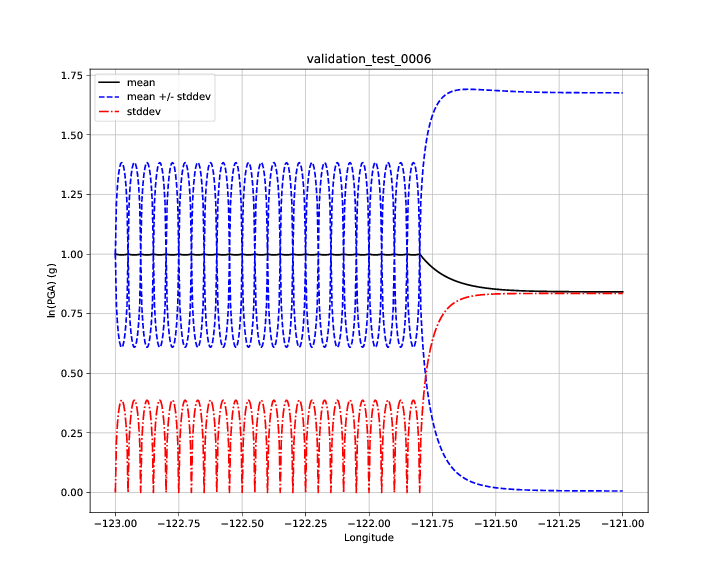 validation_test_0006
mean
mean +/- stddev
stddev
ln(PGA) (g)
1.75
1.50
1.25
1.00
0.75
0.50
0.25
0.00
−123.00 −122.75 −122.50 −122.25 −122.00 −121.75 −121.50 −121.25 −121.00
Longitude